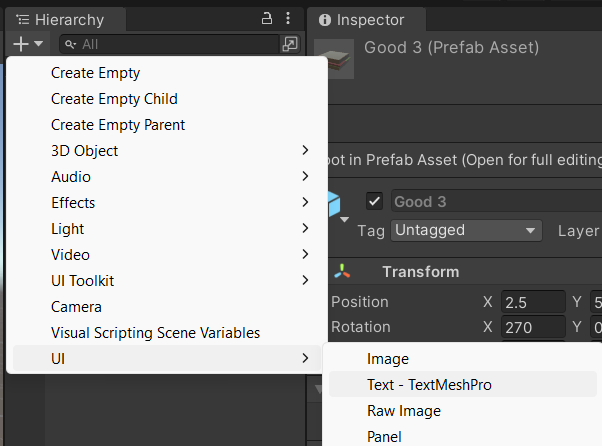 Hierarchy
Inspector
All
Good 3 (Prefab Asset)
Create Empty
Create Empty Child
Create Empty Parent
3D Object
Audio
Effects
Light
Video
UI Toolkit
Camera
Visual Scripting Scene Variables
UI
oot in Prefab Asset (Open for full editing
Good 3
Tag Untagged Layer
Transform
Position X 2.5 Y 5
Rotation X 270 Y 0
Image
Text - TextMeshPro
Raw Image
Panel